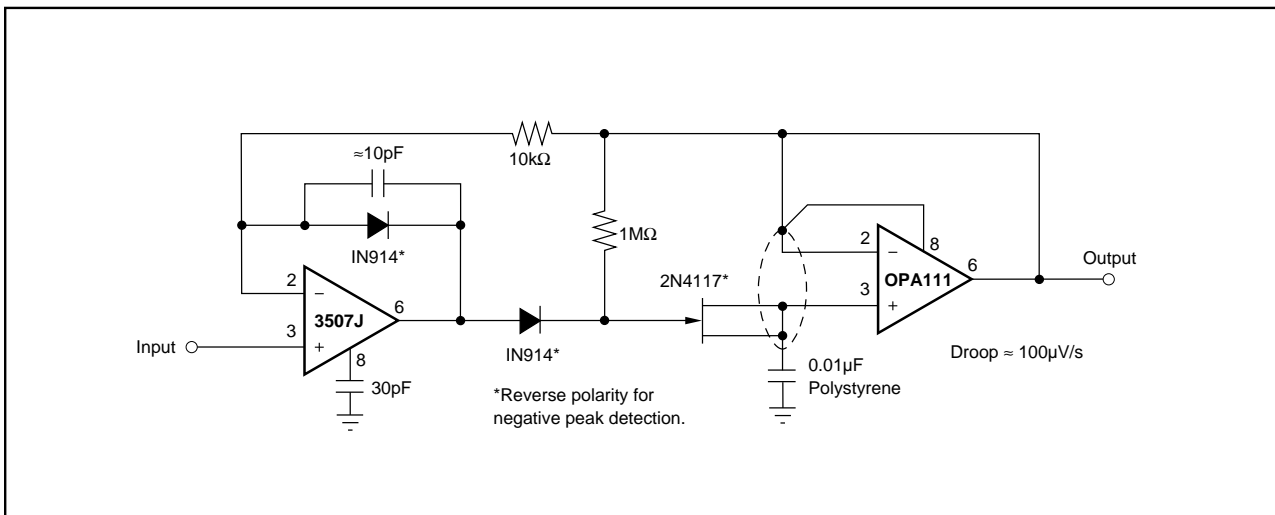 10kΩ
≈10pF
IN914*
1MΩ
2
3
6
8
3507J
Input
30pF
IN914*
*Reverse polarity for
negative peak detection.
2N4117*
2
3
8
6
−
+
−
+
OPA111
Output
Droop ≈ 100µV/s
0.01µF
Polystyrene